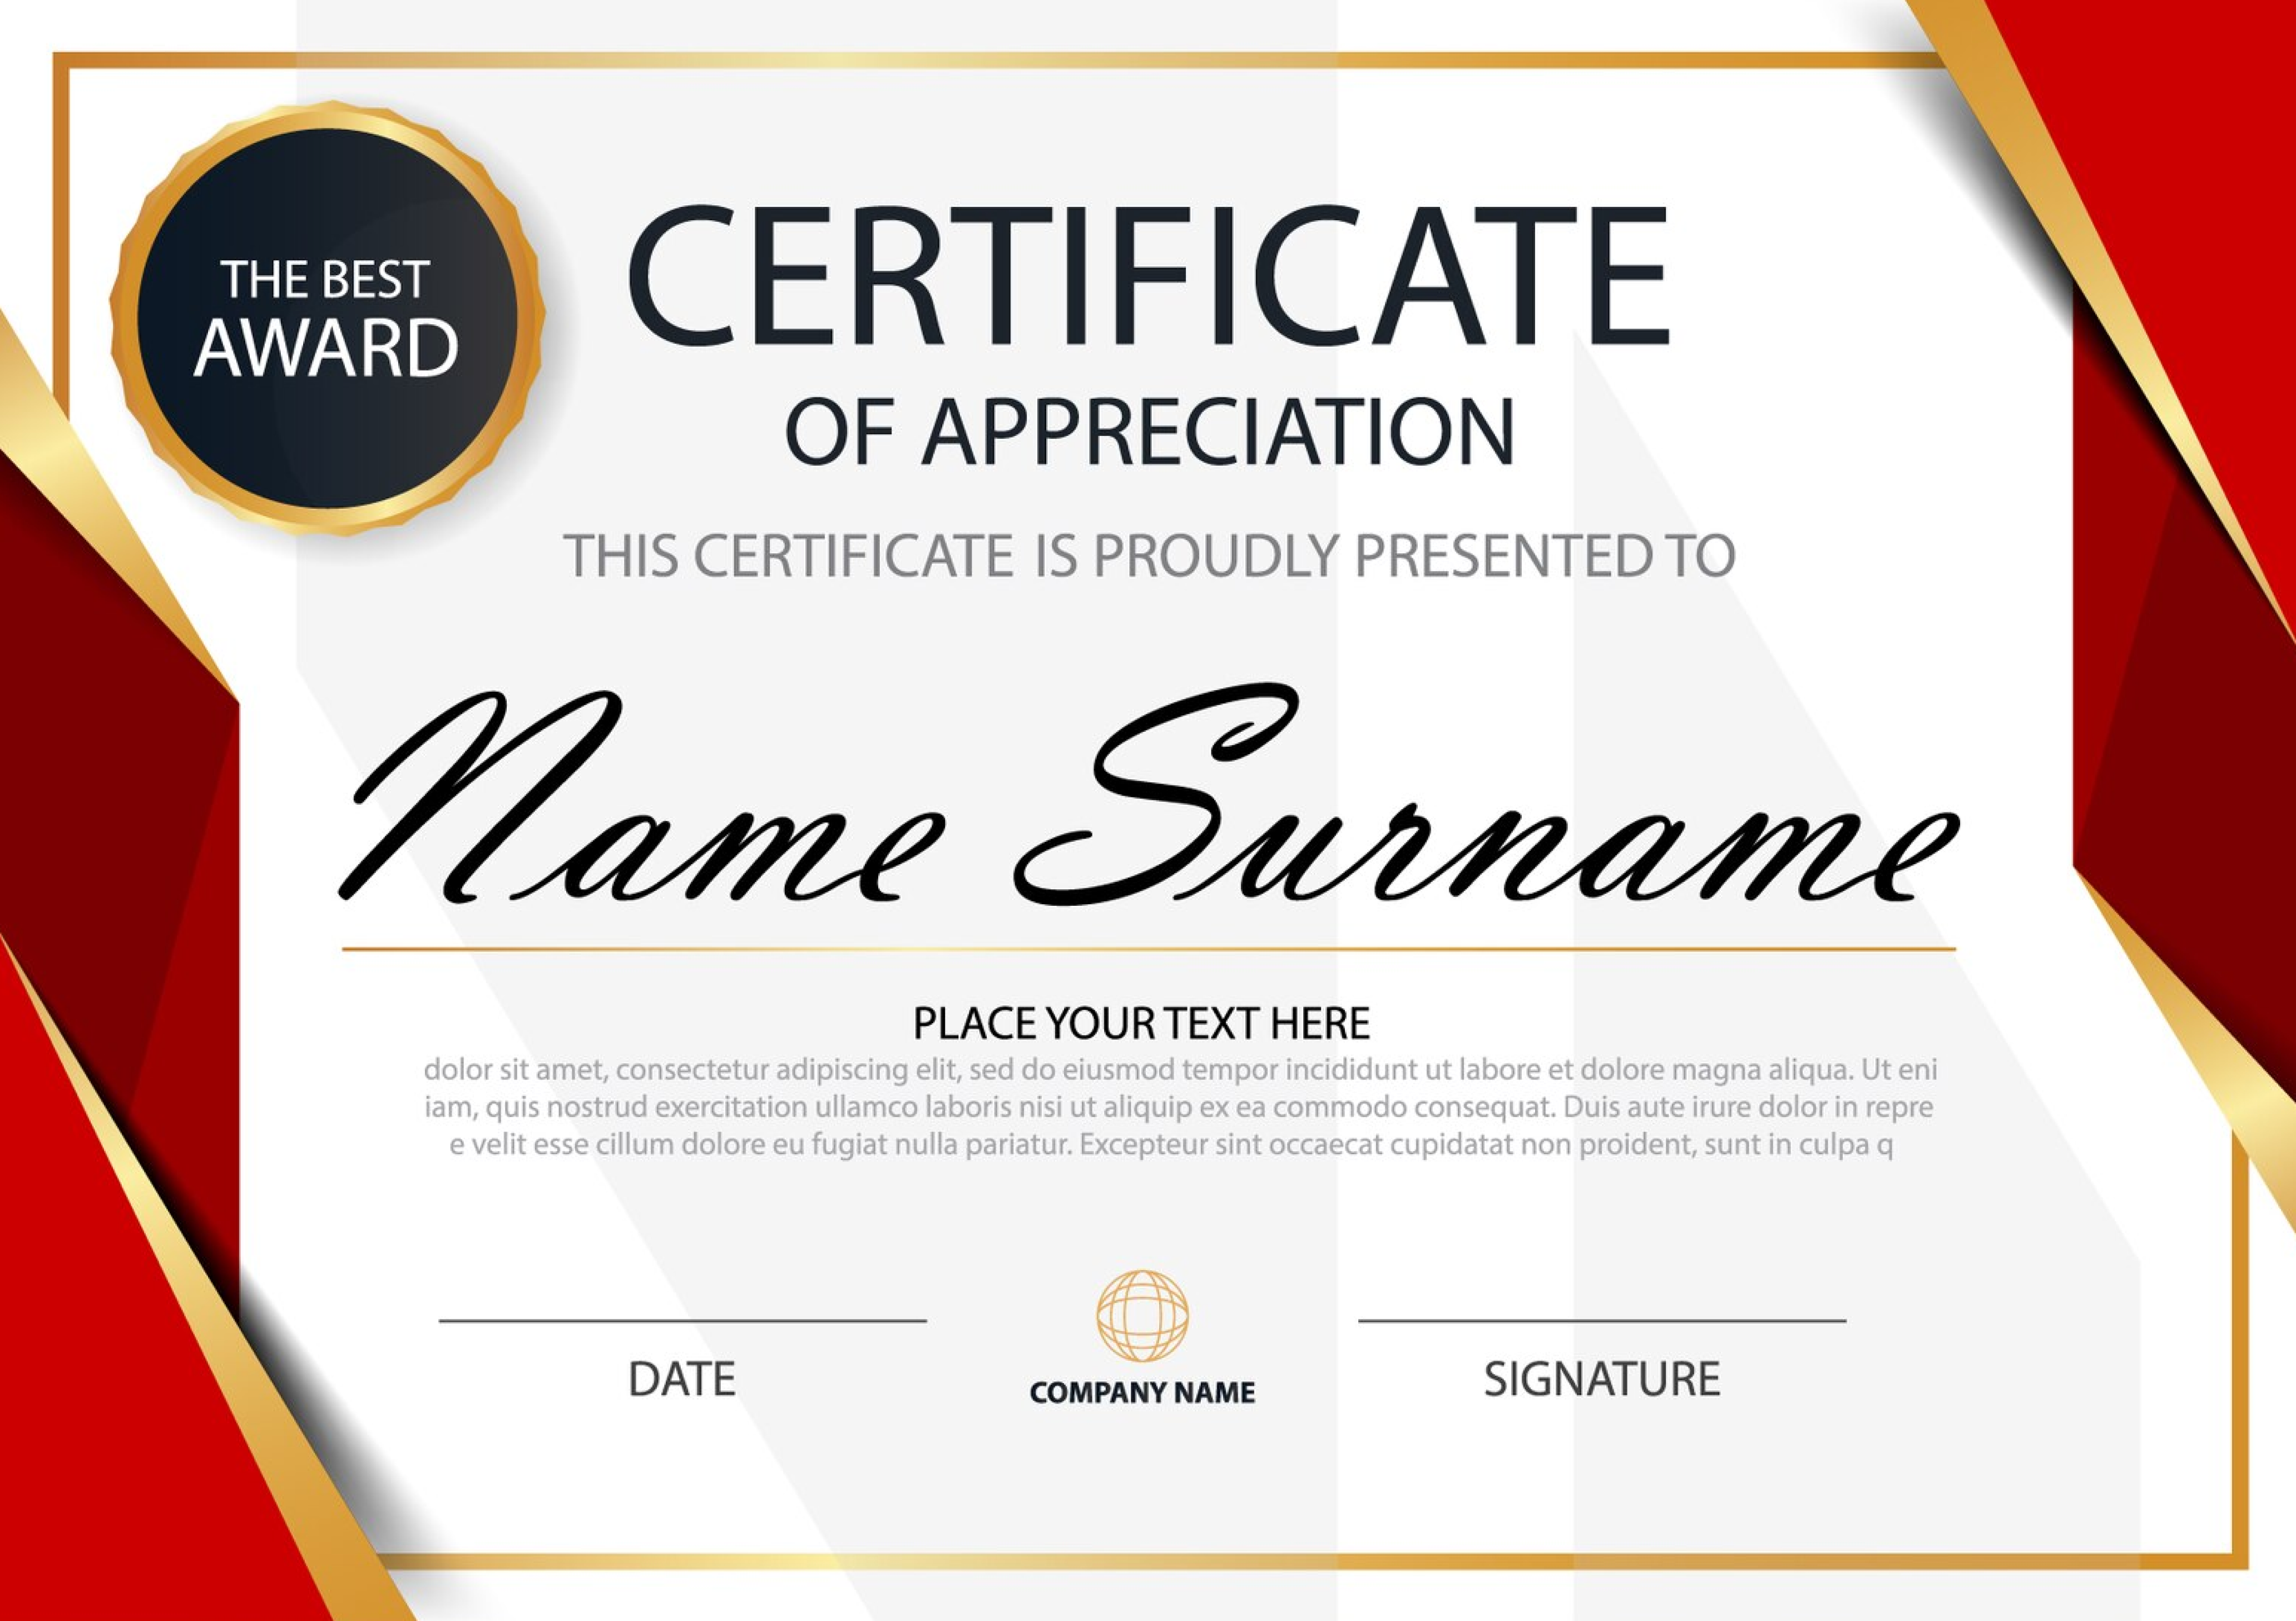 THE BEST
AWARD
CERTIFICATE
OF APPRECIATION
THIS CERTIFICATE IS PROUDLY PRESENTED TO
Name Surname
PLACE YOUR TEXT HERE
dolor sit amet, consectetur adipiscing elit, sed do eiusmod tempor incididunt ut labore et dolore magna aliqua. Ut eni
iam, quis nostrud exercitation ullamco laboris nisi ut aliquip ex ea commodo consequat. Duis aute irure dolor in repre
e velit esse cillum dolore eu fugiat nulla pariatur. Excepteur sint occaecat cupidatat non proident, sunt in culpa q
DATE
COMPANY NAME
SIGNATURE